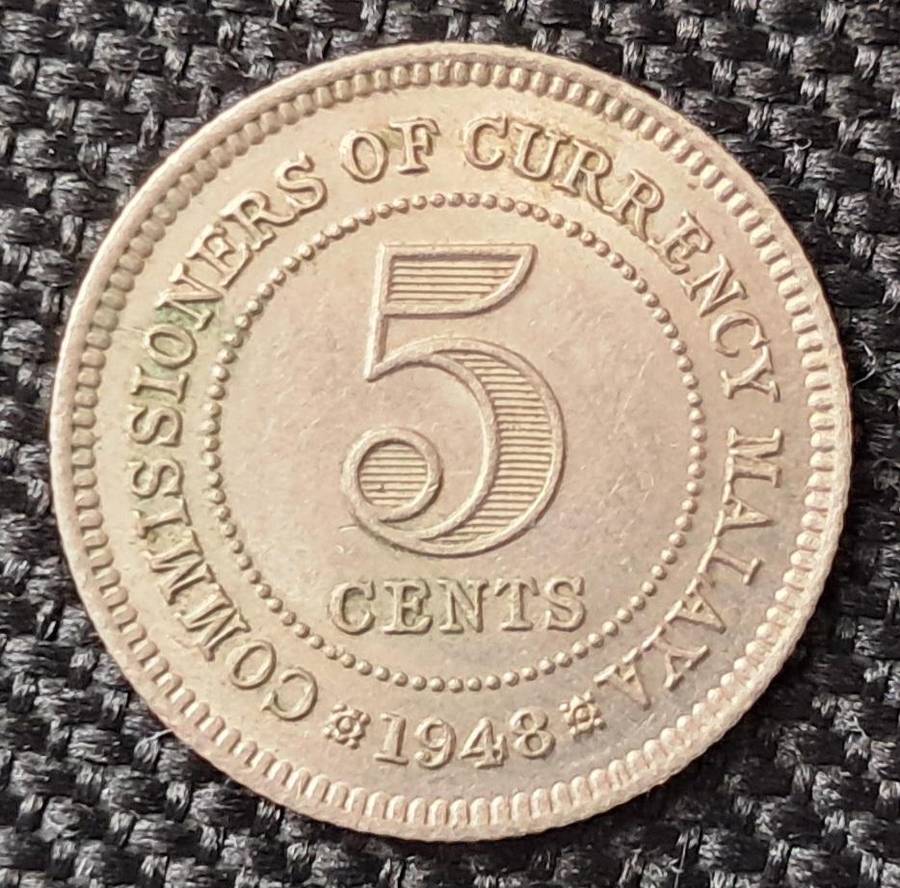 COMMISSIONERS OF CURRENCY MALAYA
5
CENTS
1948